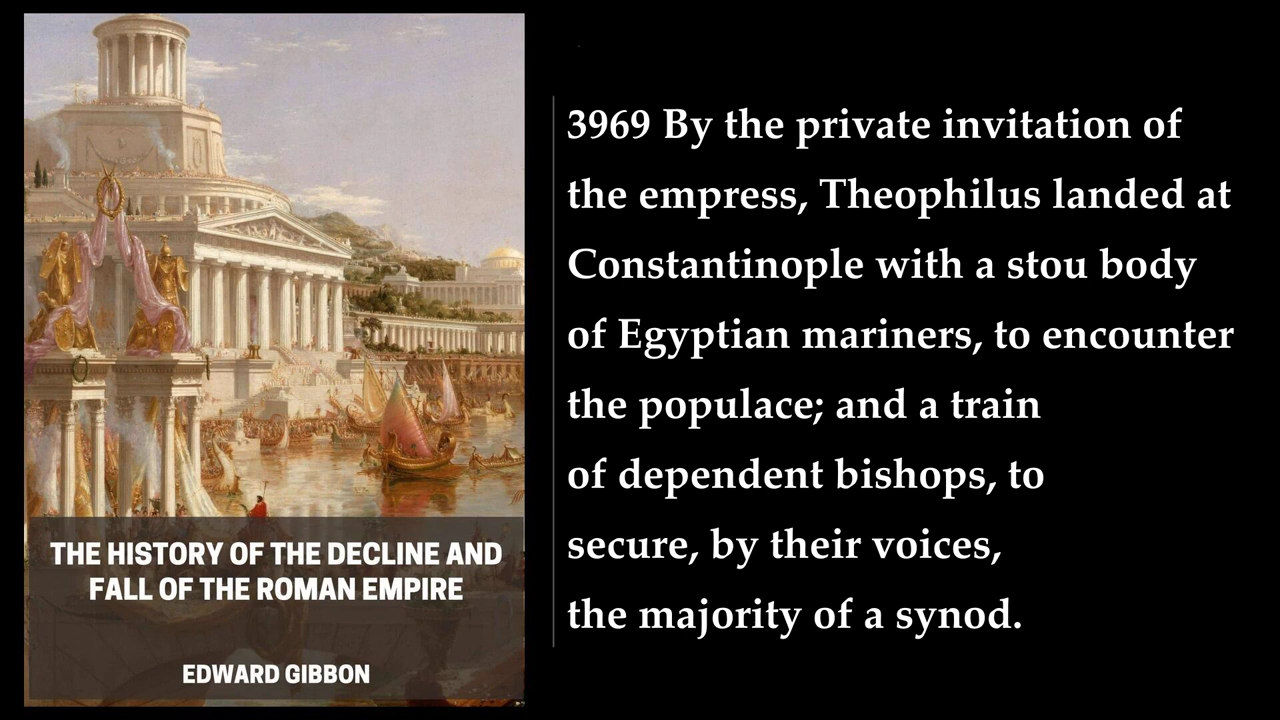 THE HISTORY OF THE DECLINE AND
FALL OF THE ROMAN EMPIRE
EDWARD GIBBON
3969 By the private invitation of
the empress, Theophilus landed at
Constantinople with a stou body
of Egyptian mariners, to encounter
the populace; and a train
of dependent bishops, to
secure, by their voices,
the majority of a synod.